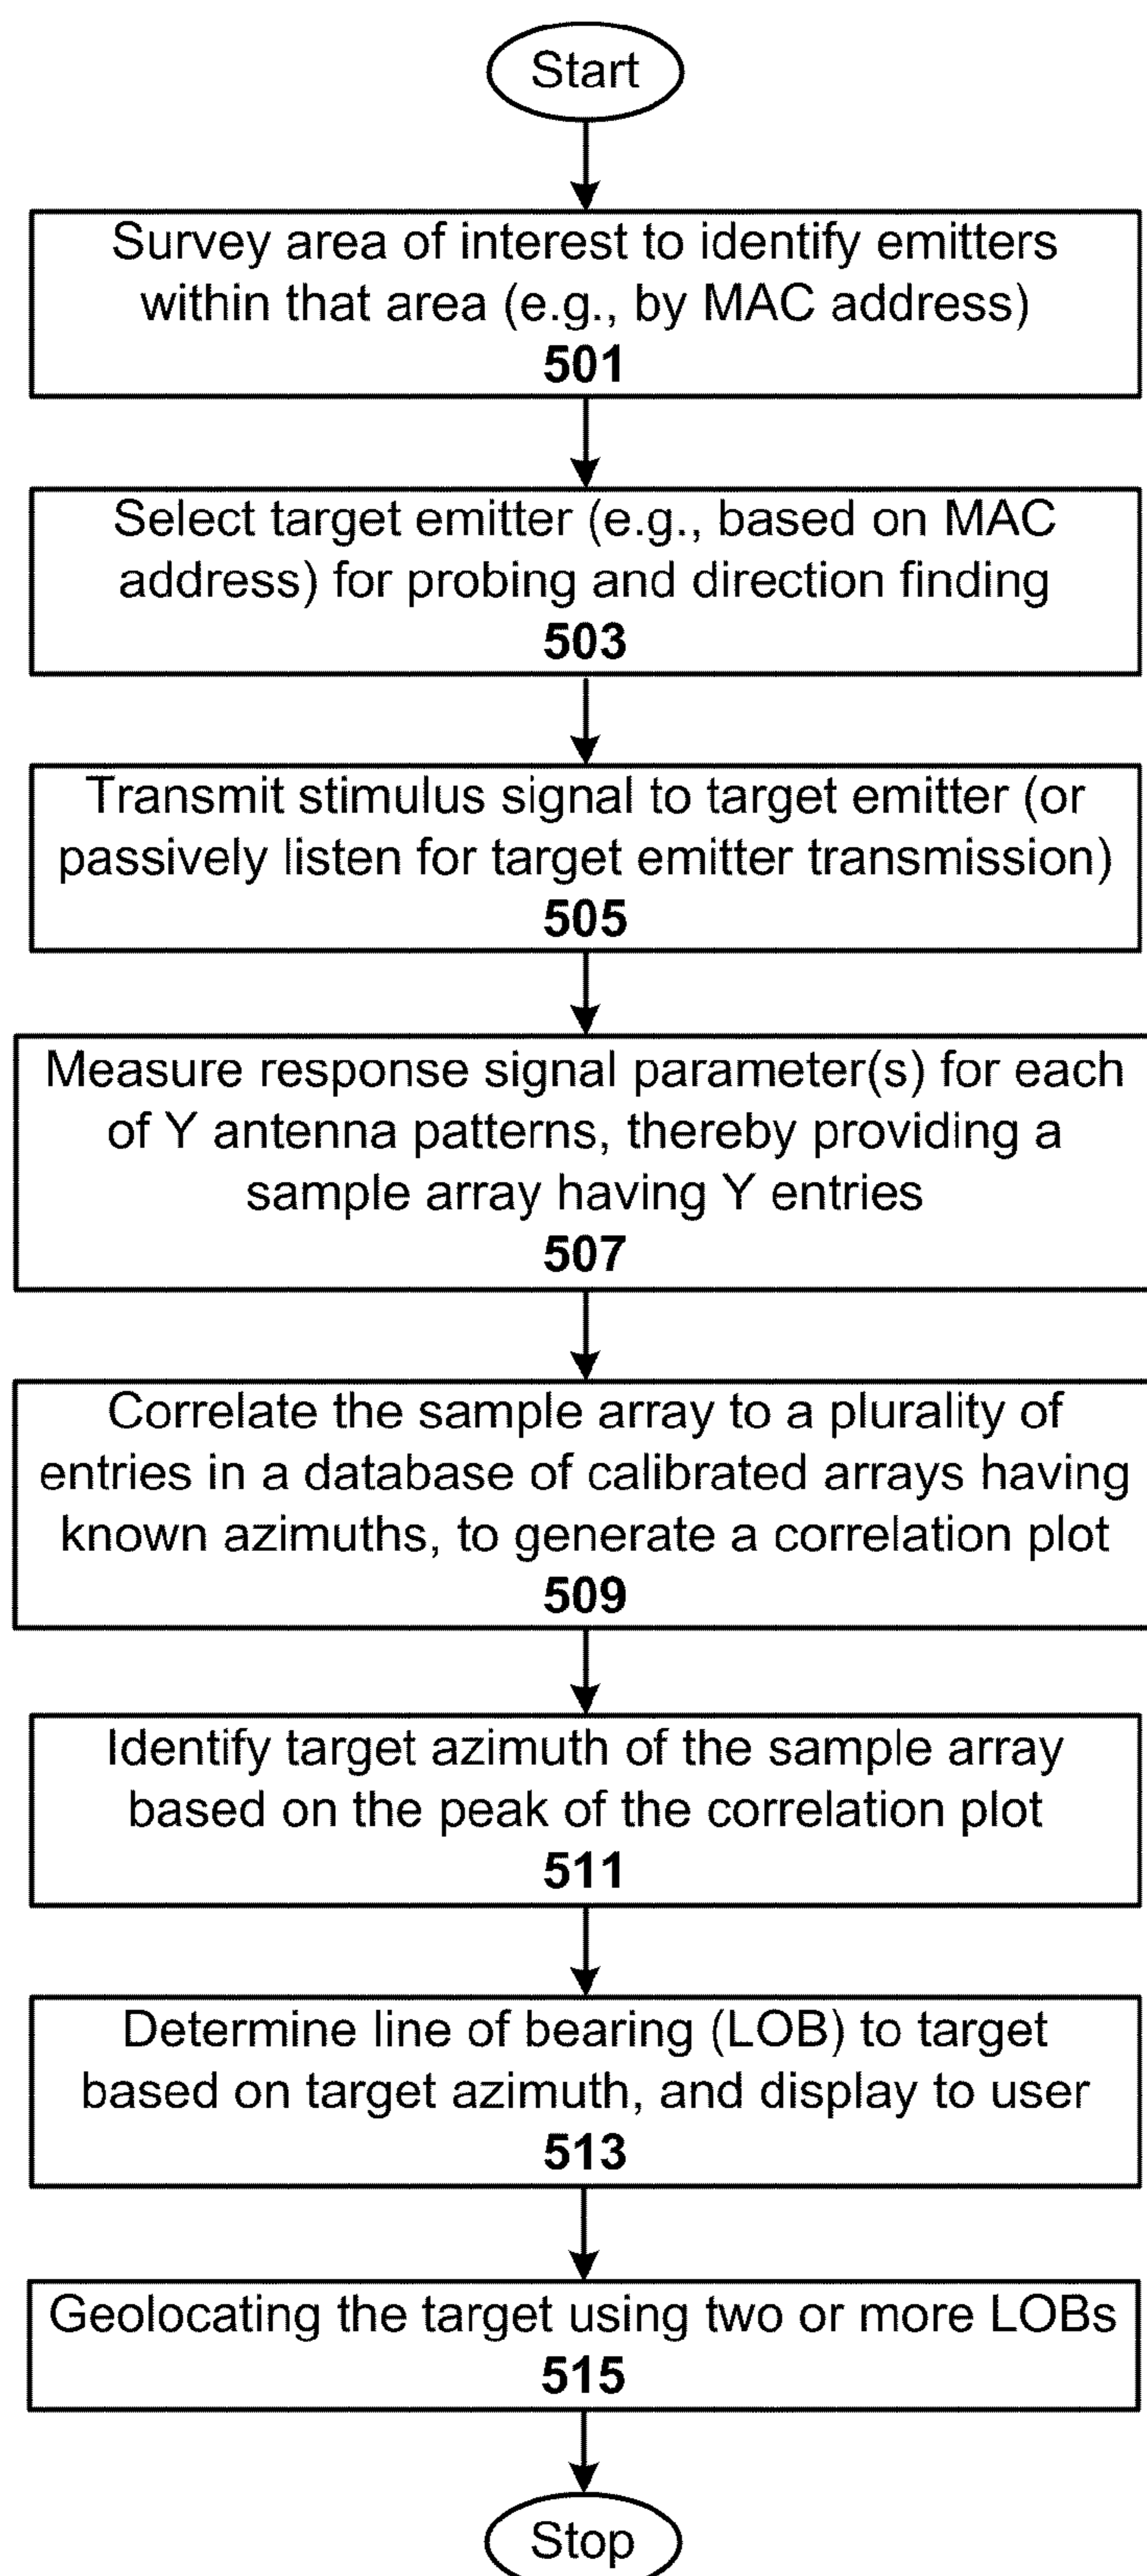 Start
Survey area of interest to identify emitters
within that area (e.g., by MAC address)
501
Select target emitter (e.g., based on MAC
address) for probing and direction finding
503
Transmit stimulus signal to target emitter (or
passively listen for target emitter transmission)
505
Measure response signal parameter(s) for each
of Y antenna patterns, thereby providing a
sample array having Y entries
507
Correlate the sample array to a plurality of
entries in a database of calibrated arrays having
known azimuths, to generate a correlation plot
509
Identify target azimuth of the sample array
based on the peak of the correlation plot
511
Determine line of bearing (LOB) to target
based on target azimuth, and display to user
513
Geolocating the target using two or more LOBs
515
Stop